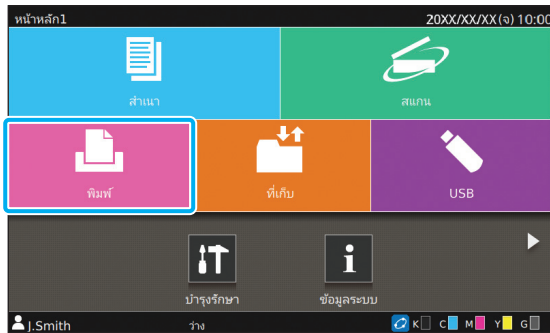 หน้าหลัก1 20XX/XX/XX(จ) 10:00
สำเนา สแกน
พิมพ์ ที่เก็บ USB
บำรุงรักษา ข้อมูลระบบ
J.Smith ว่าง K C M Y G